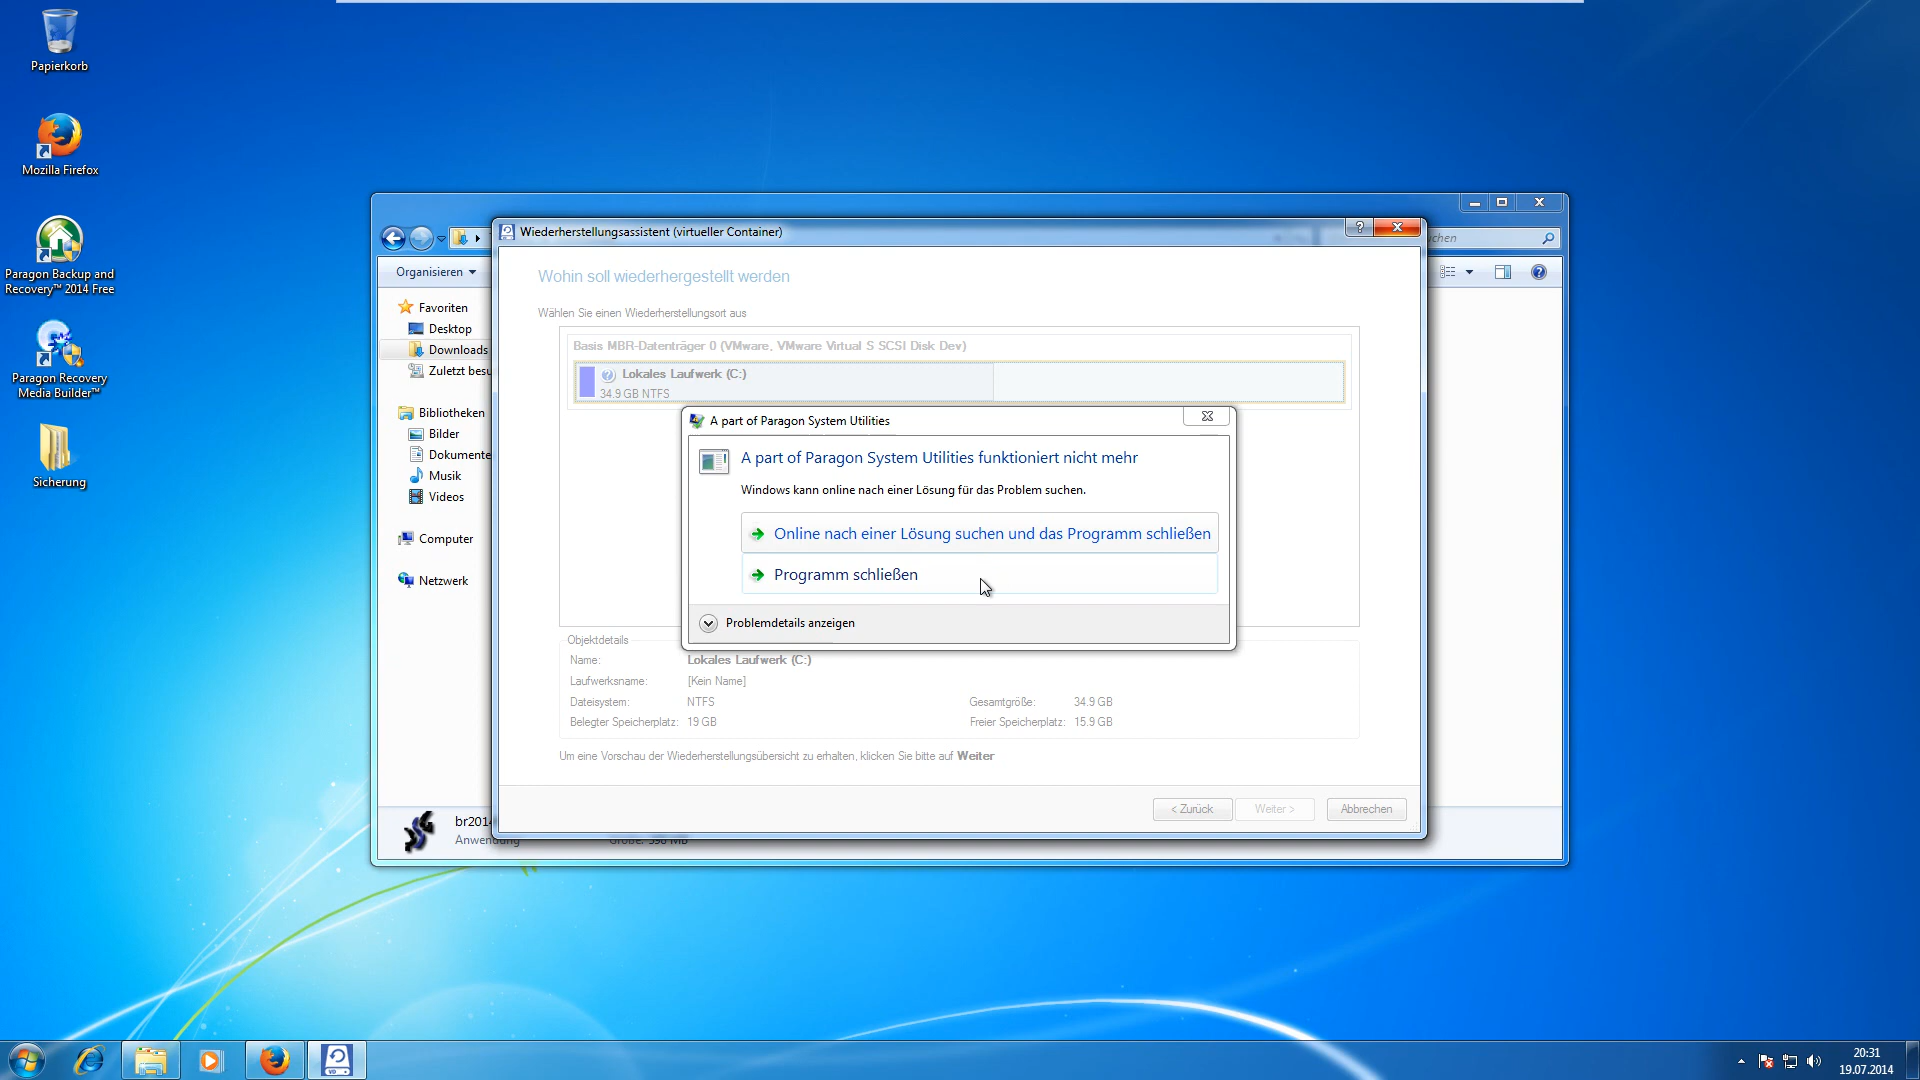 Papierkorb
Mozilla Firefox
Paragon Backup and
Recovery™ 2014 Free
Paragon Recovery
Media Builder™
Sicherung
Organisieren
Favoriten
Desktop
Downloads
Zuletzt besu
Bibliotheken
Bilder
Dokumente
Musik
Videos
Computer
Netzwerk
br2014
Anwendung
Größe: 598 MB
Wiederherstellungsassistent (virtueller Container)
?
Wohin soll wiederhergestellt werden
Wählen Sie einen Wiederherstellungsort aus
Basis MBR-Datenträger 0 (VMware, VMware Virtual S SCSI Disk Dev)
Lokales Laufwerk (C:)
34.9 GB NTFS
A part of Paragon System Utilities
A part of Paragon System Utilities funktioniert nicht mehr
Windows kann online nach einer Lösung für das Problem suchen.
Online nach einer Lösung suchen und das Programm schließen
Programm schließen
Problemdetails anzeigen
Objektdetails
Name: Lokales Laufwerk (C:)
Laufwerksname: [Kein Name]
Dateisystem: NTFS Gesamtgröße: 34.9 GB
Belegter Speicherplatz: 19 GB Freier Speicherplatz: 15.9 GB
Um eine Vorschau der Wiederherstellungsübersicht zu erhalten, klicken Sie bitte auf Weiter
< Zurück
Weiter >
Abbrechen
20:31
19.07.2014